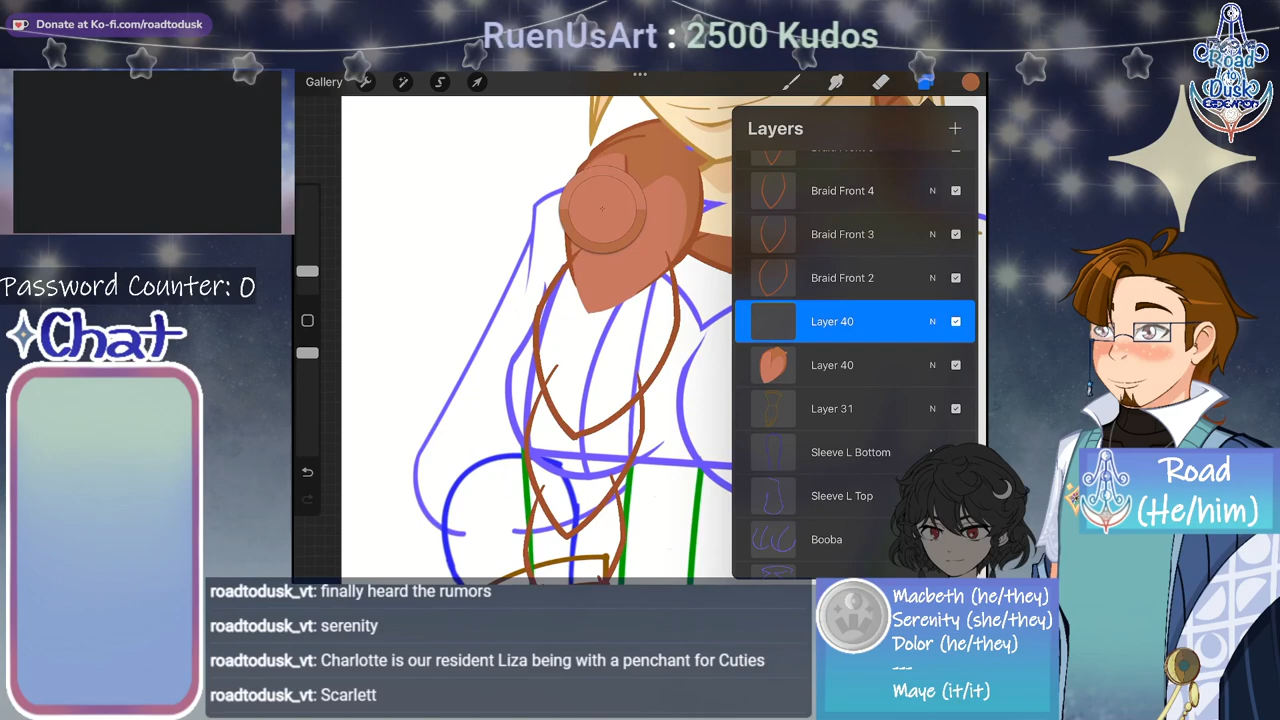 Donate at Ko-fi.com/roadtodusk
RuenUsArt : 2500 Kudos
Road
to
Dusk
Gallery
Layers
Braid Front 4
N
Braid Front 3
N
Braid Front 2
N
Layer 40
N
Layer 40
N
Layer 31
N
Sleeve L Bottom
Sleeve L Top
Booba
Password Counter: 0
Chat
Road
(He/him)
roadtodusk_vt: finally heard the rumors
roadtodusk_vt: serenity
roadtodusk_vt: Charlotte is our resident Liza being with a penchant for Cuties
roadtodusk_vt: Scarlett
Macbeth (he/they)
Serenity (she/they)
Dolor (he/they)
---
Maye (it/it)